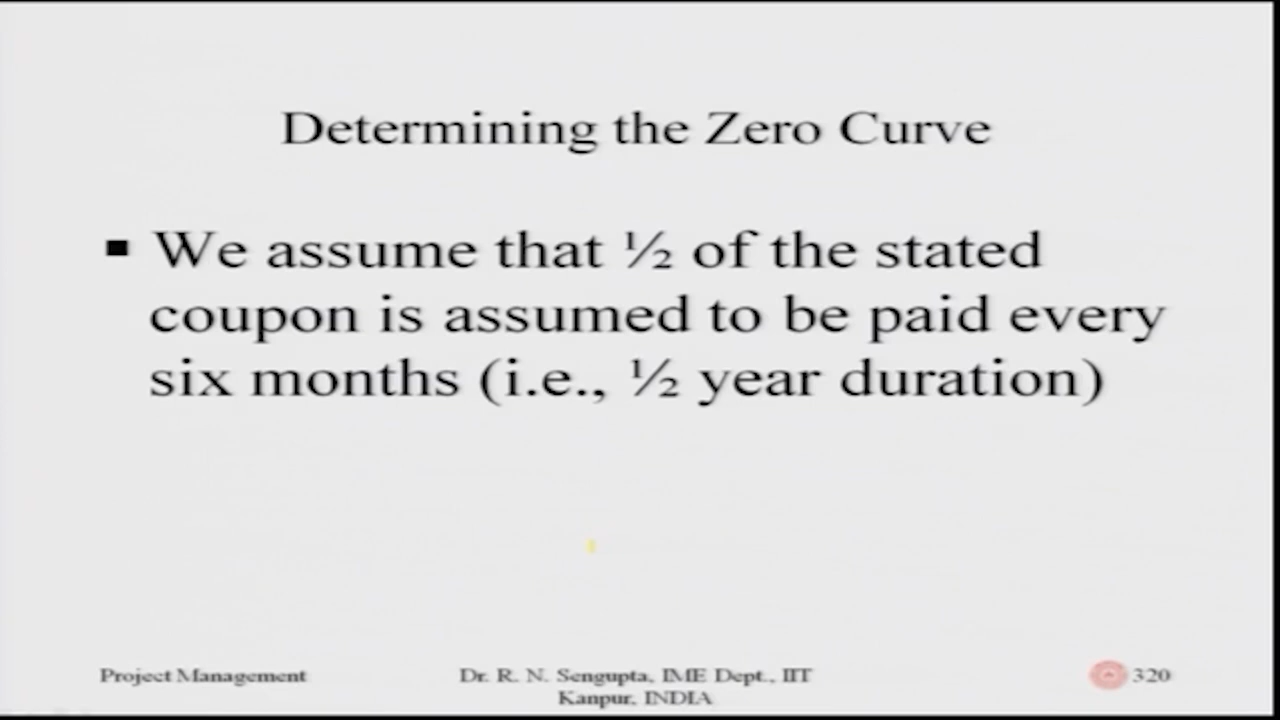 Determining the Zero Curve
▪ We assume that ½ of the stated
coupon is assumed to be paid every
six months (i.e., ½ year duration)
Project Management
Dr. R. N. Sengupta, IME Dept., IIT
Kanpur, INDIA
320